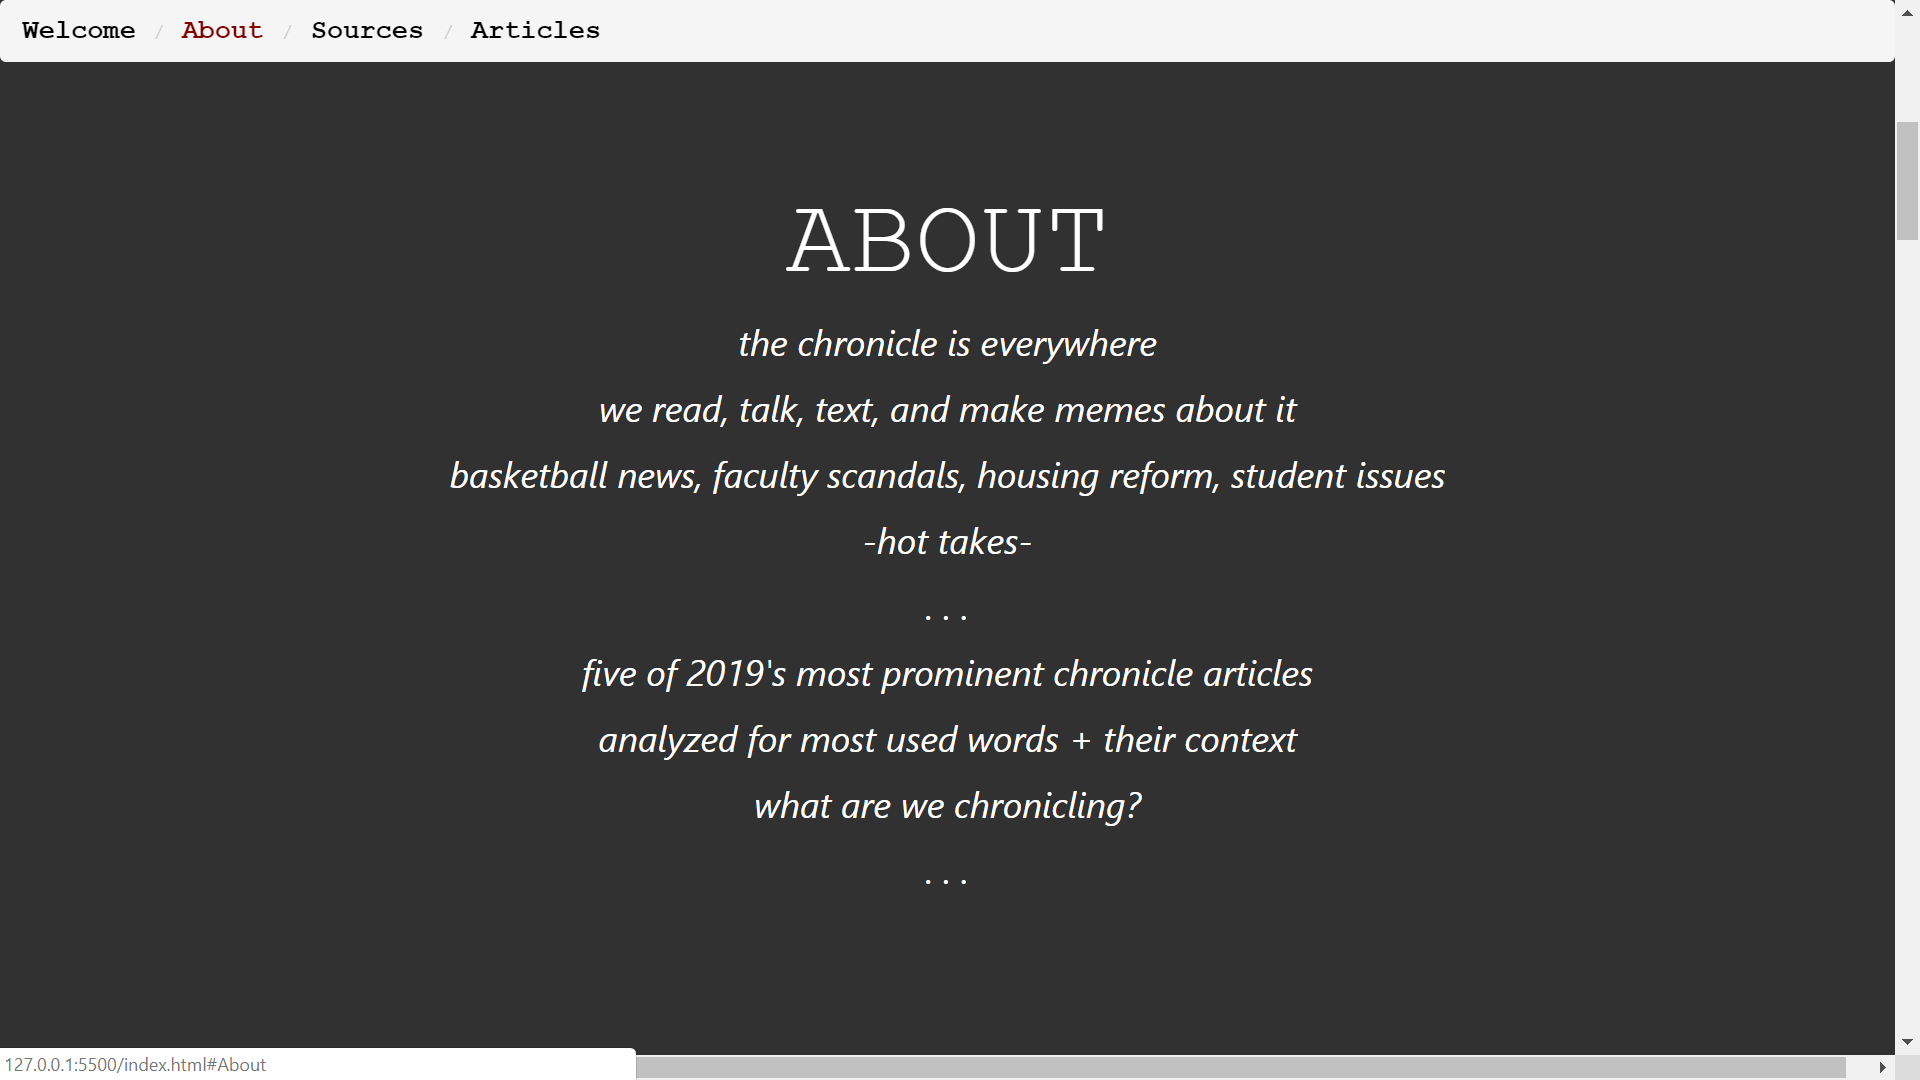 Welcome / About / Sources / Articles
ABOUT
the chronicle is everywhere
we read, talk, text, and make memes about it
basketball news, faculty scandals, housing reform, student issues
-hot takes-
. . .
five of 2019's most prominent chronicle articles
analyzed for most used words + their context
what are we chronicling?
. . .
127.0.0.1:5500/index.html#About